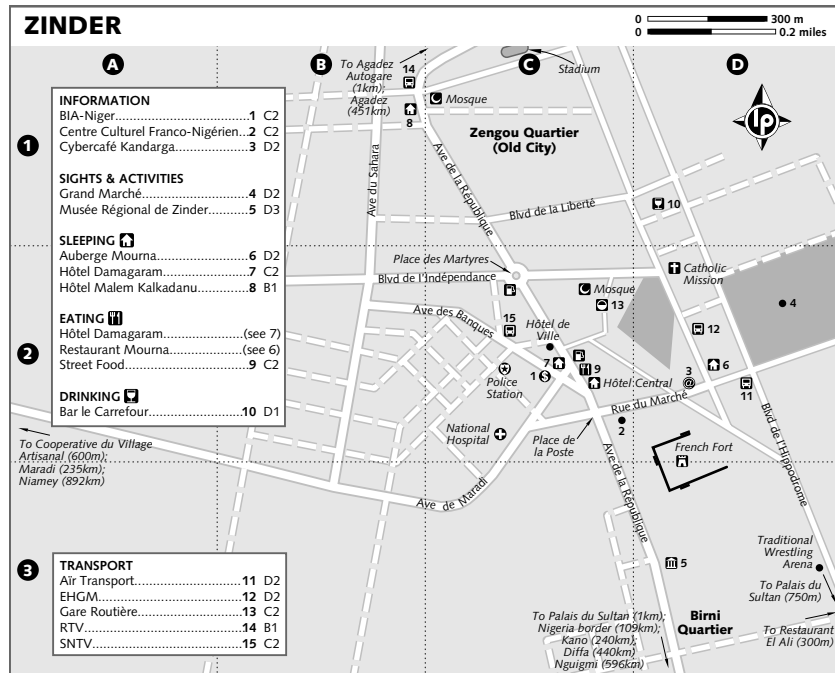 ZINDER
0 300 m
0 0.2 miles
A
B
C
D
1
2
3
INFORMATION
BIA-Niger......................1 C2
Centre Culturel Franco-Nigérien...2 C2
Cybercafé Kandarga...............3 D2
SIGHTS & ACTIVITIES
Grand Marché.....................4 D2
Musée Régional de Zinder.........5 D3
SLEEPING
Auberge Mourna...................6 D2
Hôtel Damagaram..................7 C2
Hôtel Malem Kalkadanu............8 B1
EATING
Hôtel Damagaram................(see 7)
Restaurant Mourna..............(see 6)
Street Food......................9 C2
DRINKING
Bar le Carrefour................10 D1
TRANSPORT
Aïr Transport...................11 D2
EHGM............................12 D2
Gare Routière...................13 C2
RTV.............................14 B1
SNTV............................15 C2
To Agadez
Autogare
(1km);
Agadez
(451km)
14
8
Mosque
Stadium
Zengou Quartier
(Old City)
lp
Ave du Sahara
Ave de la République
Blvd de la Liberté
10
Place des Martyres
Blvd de l'Indépendance
Catholic
Mission
Mosque
13
4
Ave des Banques
15
Hôtel de
Ville
12
7
9
1
$
Police
Station
Hôtel Central
3
@
6
11
Rue du Marché
2
National
Hospital
Place de
la Poste
French Fort
Blvd de l'Hippodrome
To Cooperative du Village
Artisanal (600m);
Maradi (235km);
Niamey (892km)
Ave de Maradi
Ave de la République
5
Traditional
Wrestling
Arena
To Palais du
Sultan (750m)
To Palais du Sultan (1km);
Nigeria border (109km);
Kano (240km);
Diffa (440km)
Nguigmi (596km)
Birni
Quartier
To Restaurant
El Ali (300m)